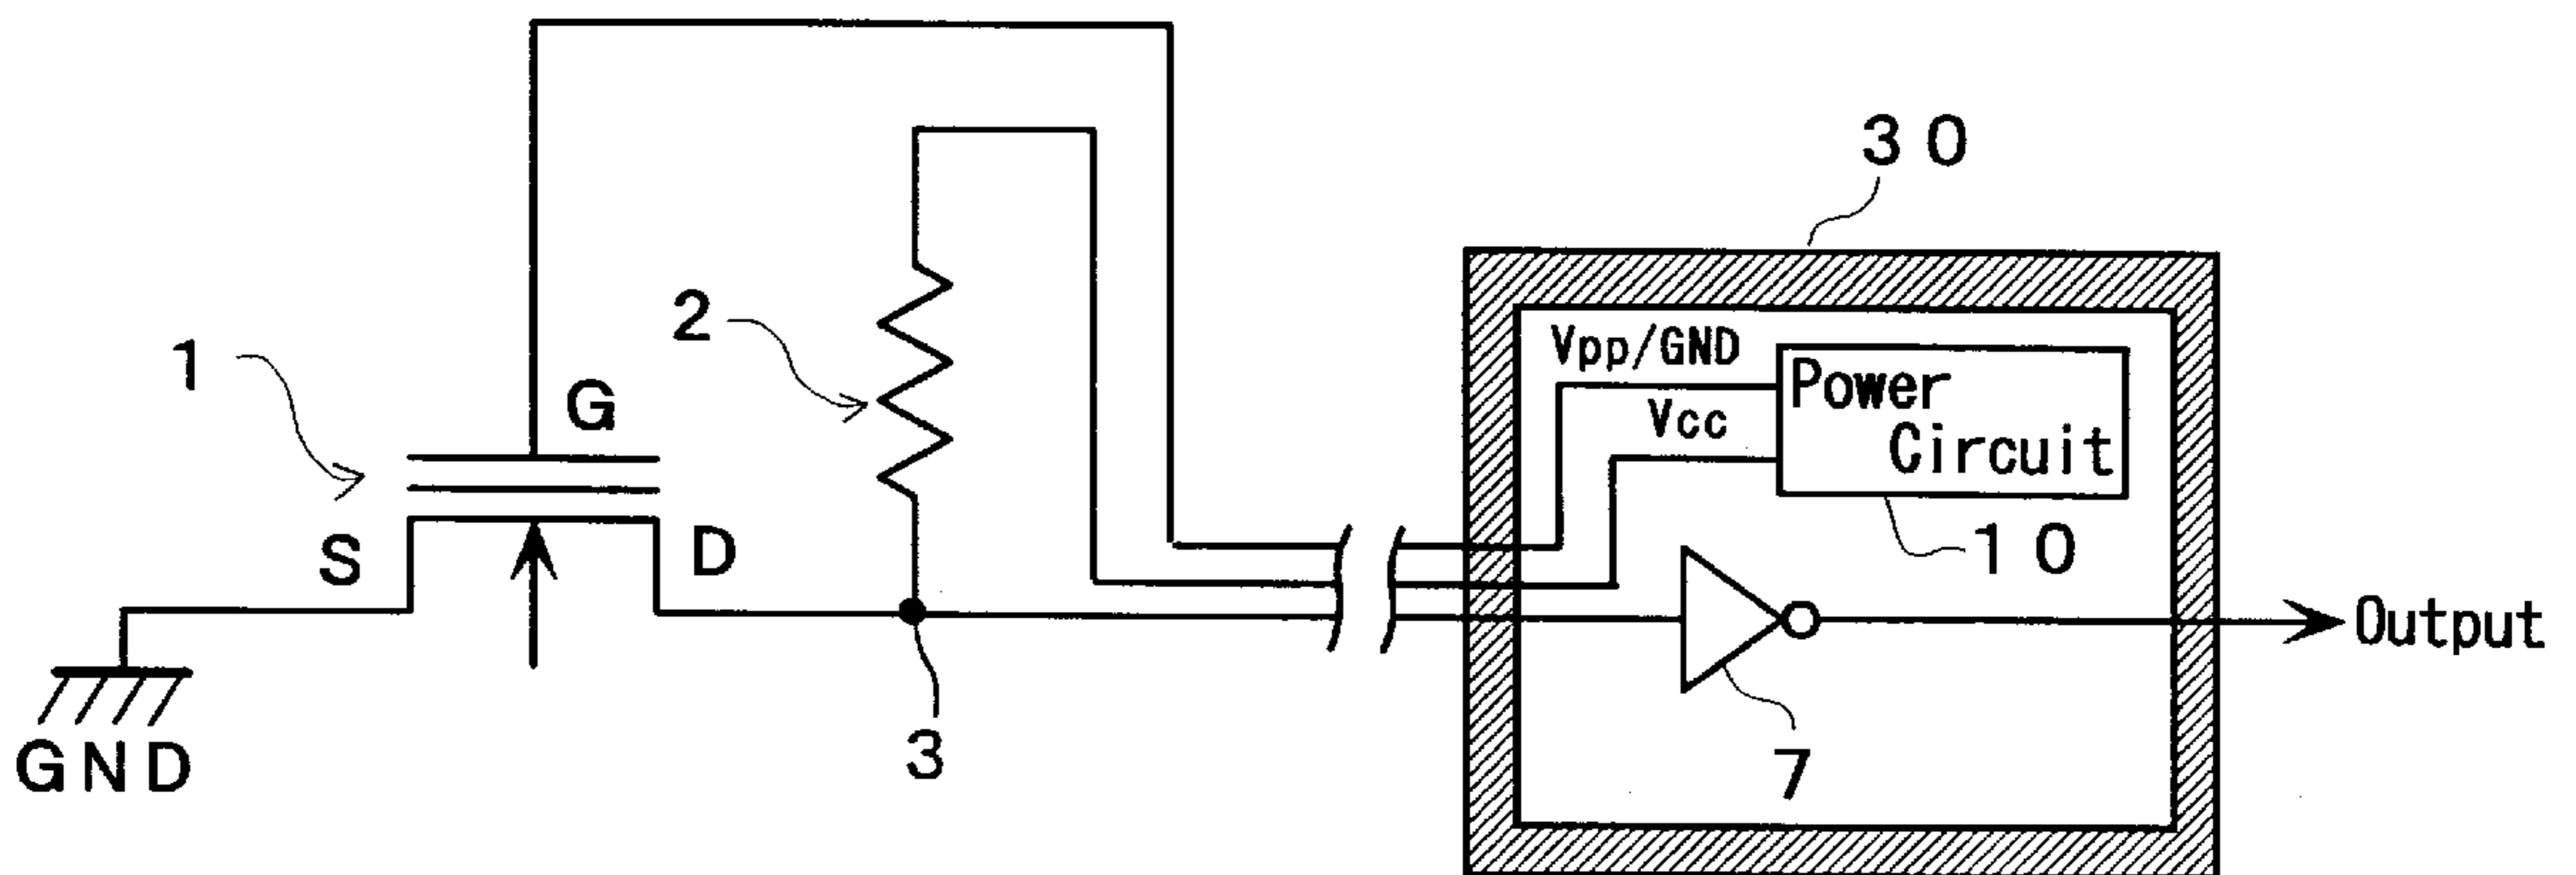 30
2
1
G
Vpp/GND
Power
Vcc
Circuit
S
D
10
Output
3
7
GND